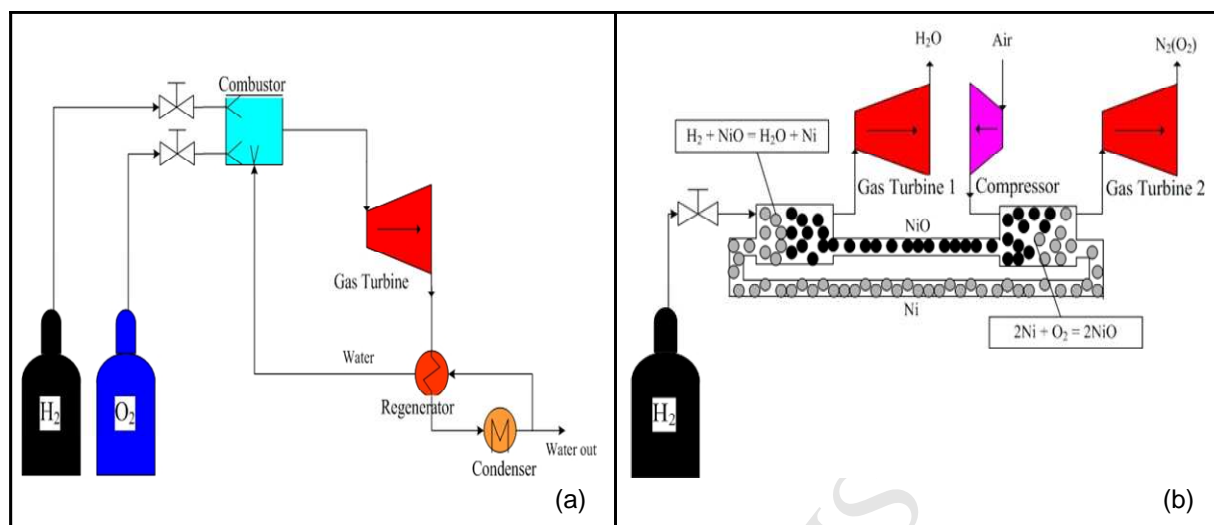 Combustor
Gas Turbine
Water
Regenerator
Condenser
Water out
H₂
O₂
(a)
H₂O
Air
N₂(O₂)
H₂ + NiO = H₂O + Ni
Gas Turbine 1
Compressor
Gas Turbine 2
NiO
Ni
2Ni + O₂ = 2NiO
H₂
(b)